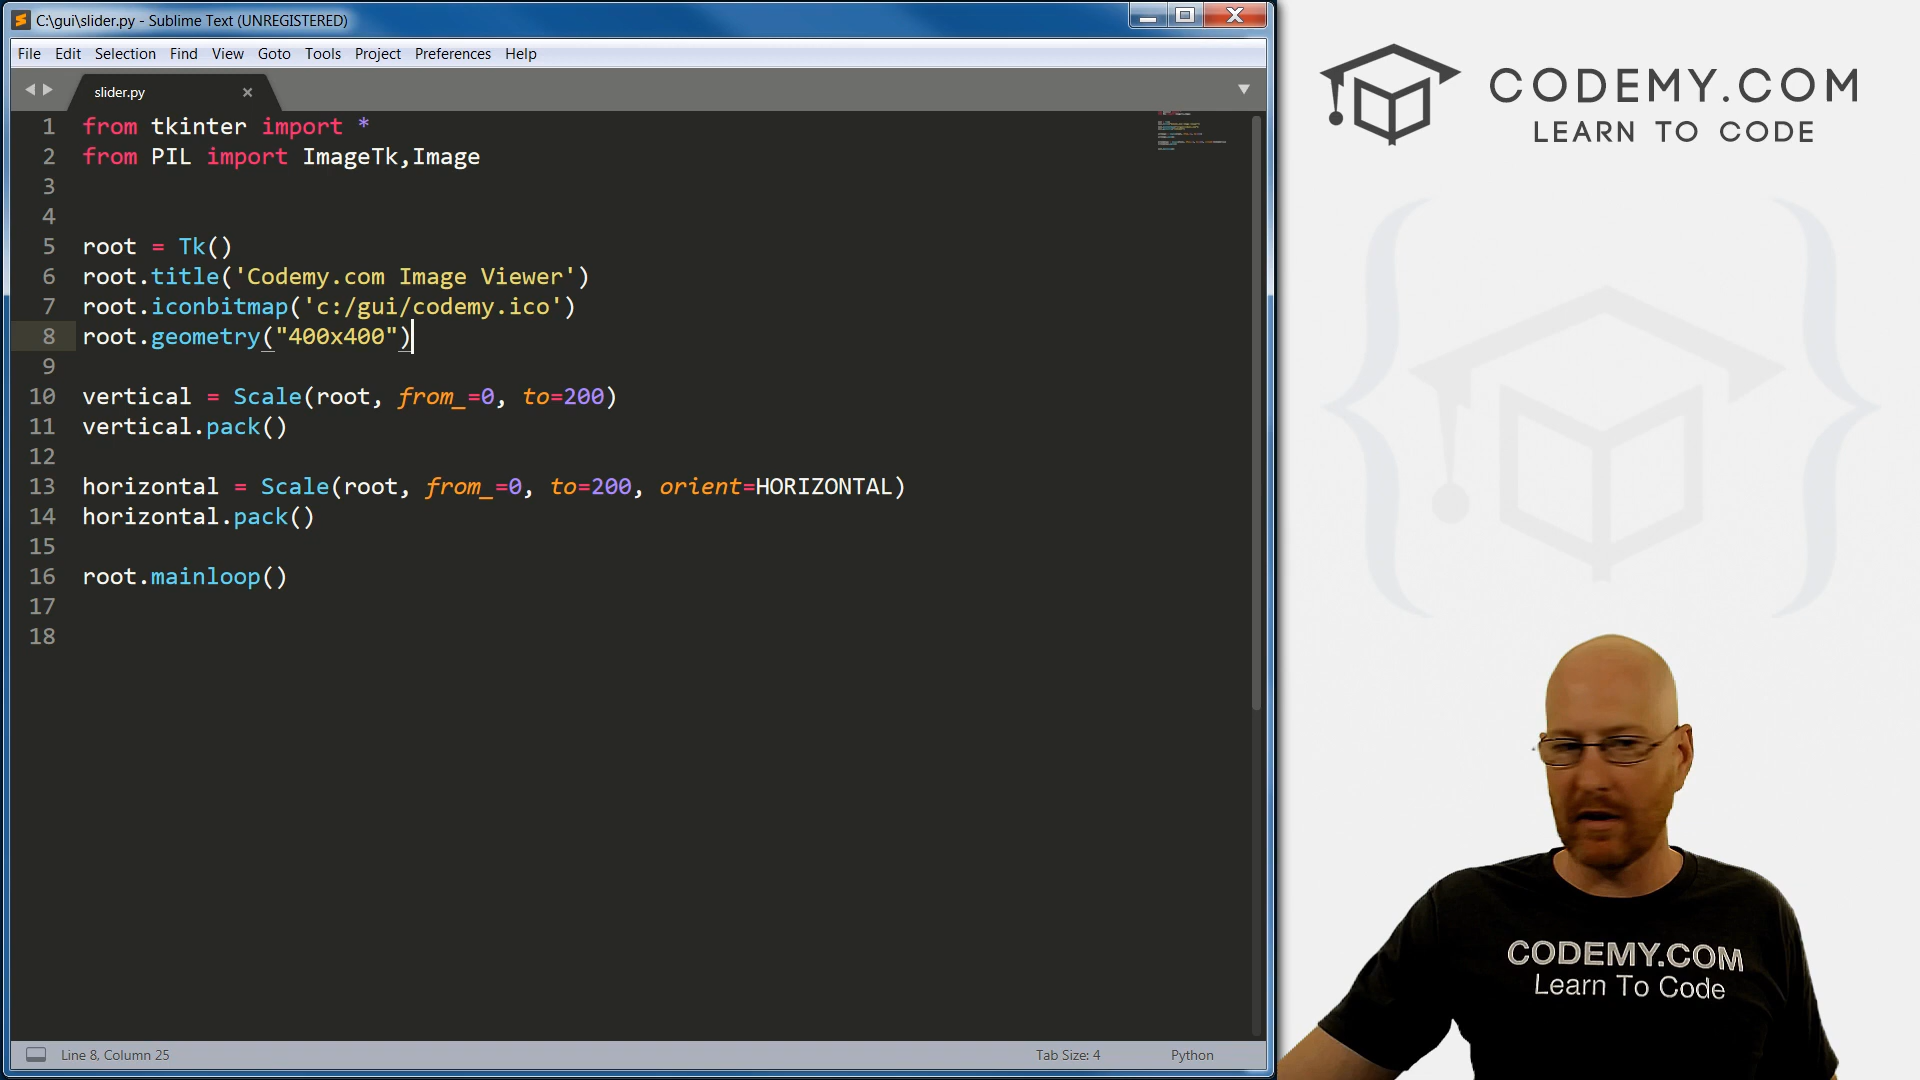 C:\gui\slider.py - Sublime Text (UNREGISTERED)
File Edit Selection Find View Goto Tools Project Preferences Help
slider.py
1 from tkinter import *
2 from PIL import ImageTk,Image
3
4
5 root = Tk()
6 root.title('Codemy.com Image Viewer')
7 root.iconbitmap('c:/gui/codemy.ico')
8 root.geometry("400x400")
9
10 vertical = Scale(root, from_=0, to=200)
11 vertical.pack()
12
13 horizontal = Scale(root, from_=0, to=200, orient=HORIZONTAL)
14 horizontal.pack()
15
16 root.mainloop()
17
18
Line 8, Column 25
Tab Size: 4
Python
CODEMY.COM
LEARN TO CODE
CODEMY.COM
Learn To Code